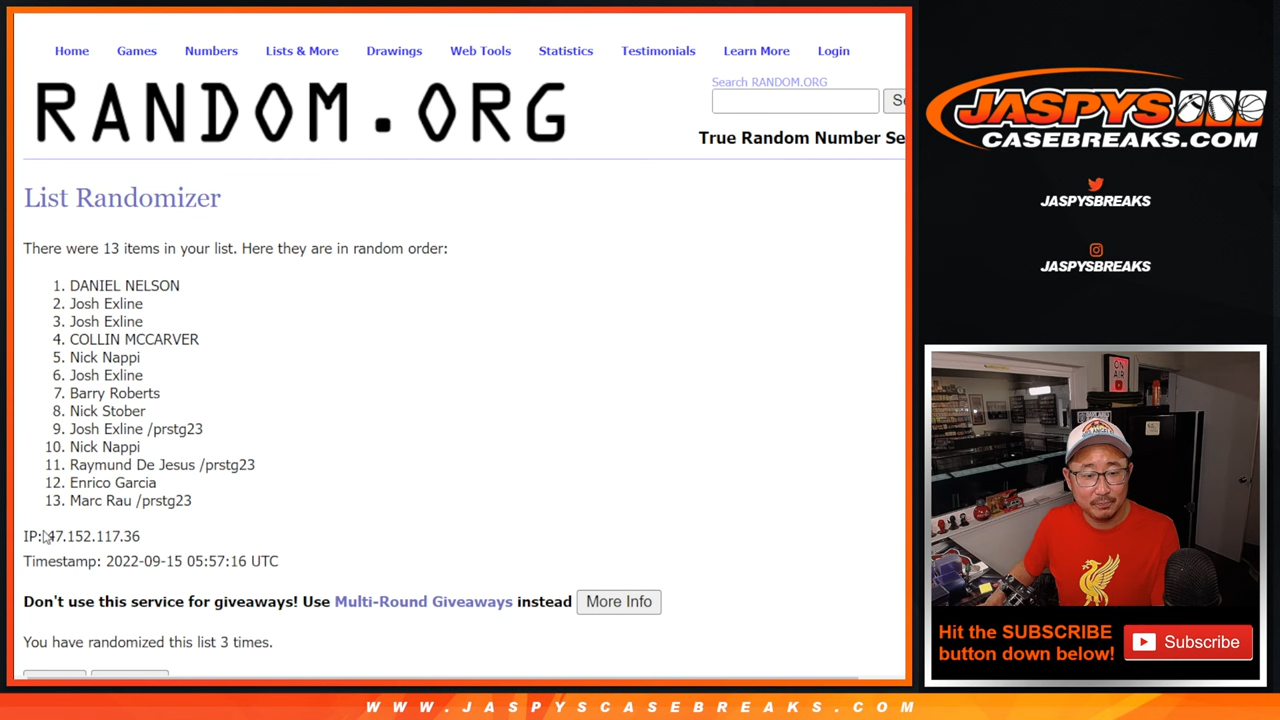 Home Games Numbers Lists & More Drawings Web Tools Statistics Testimonials Learn More Login
Search RANDOM.ORG
RANDOM.ORG
True Random Number Se
List Randomizer
There were 13 items in your list. Here they are in random order:
1. DANIEL NELSON
2. Josh Exline
3. Josh Exline
4. COLLIN MCCARVER
5. Nick Nappi
6. Josh Exline
7. Barry Roberts
8. Nick Stober
9. Josh Exline /prstg23
10. Nick Nappi
11. Raymund De Jesus /prstg23
12. Enrico Garcia
13. Marc Rau /prstg23
IP: 47.152.117.36
Timestamp: 2022-09-15 05:57:16 UTC
Don't use this service for giveaways! Use Multi-Round Giveaways instead More Info
You have randomized this list 3 times.
JASPYS
CASEBREAKS.COM
JASPYSBREAKS
JASPYSBREAKS
ON
AIR
Hit the SUBSCRIBE
button down below!
Subscribe
WWW.JASPYSCASEBREAKS.COM